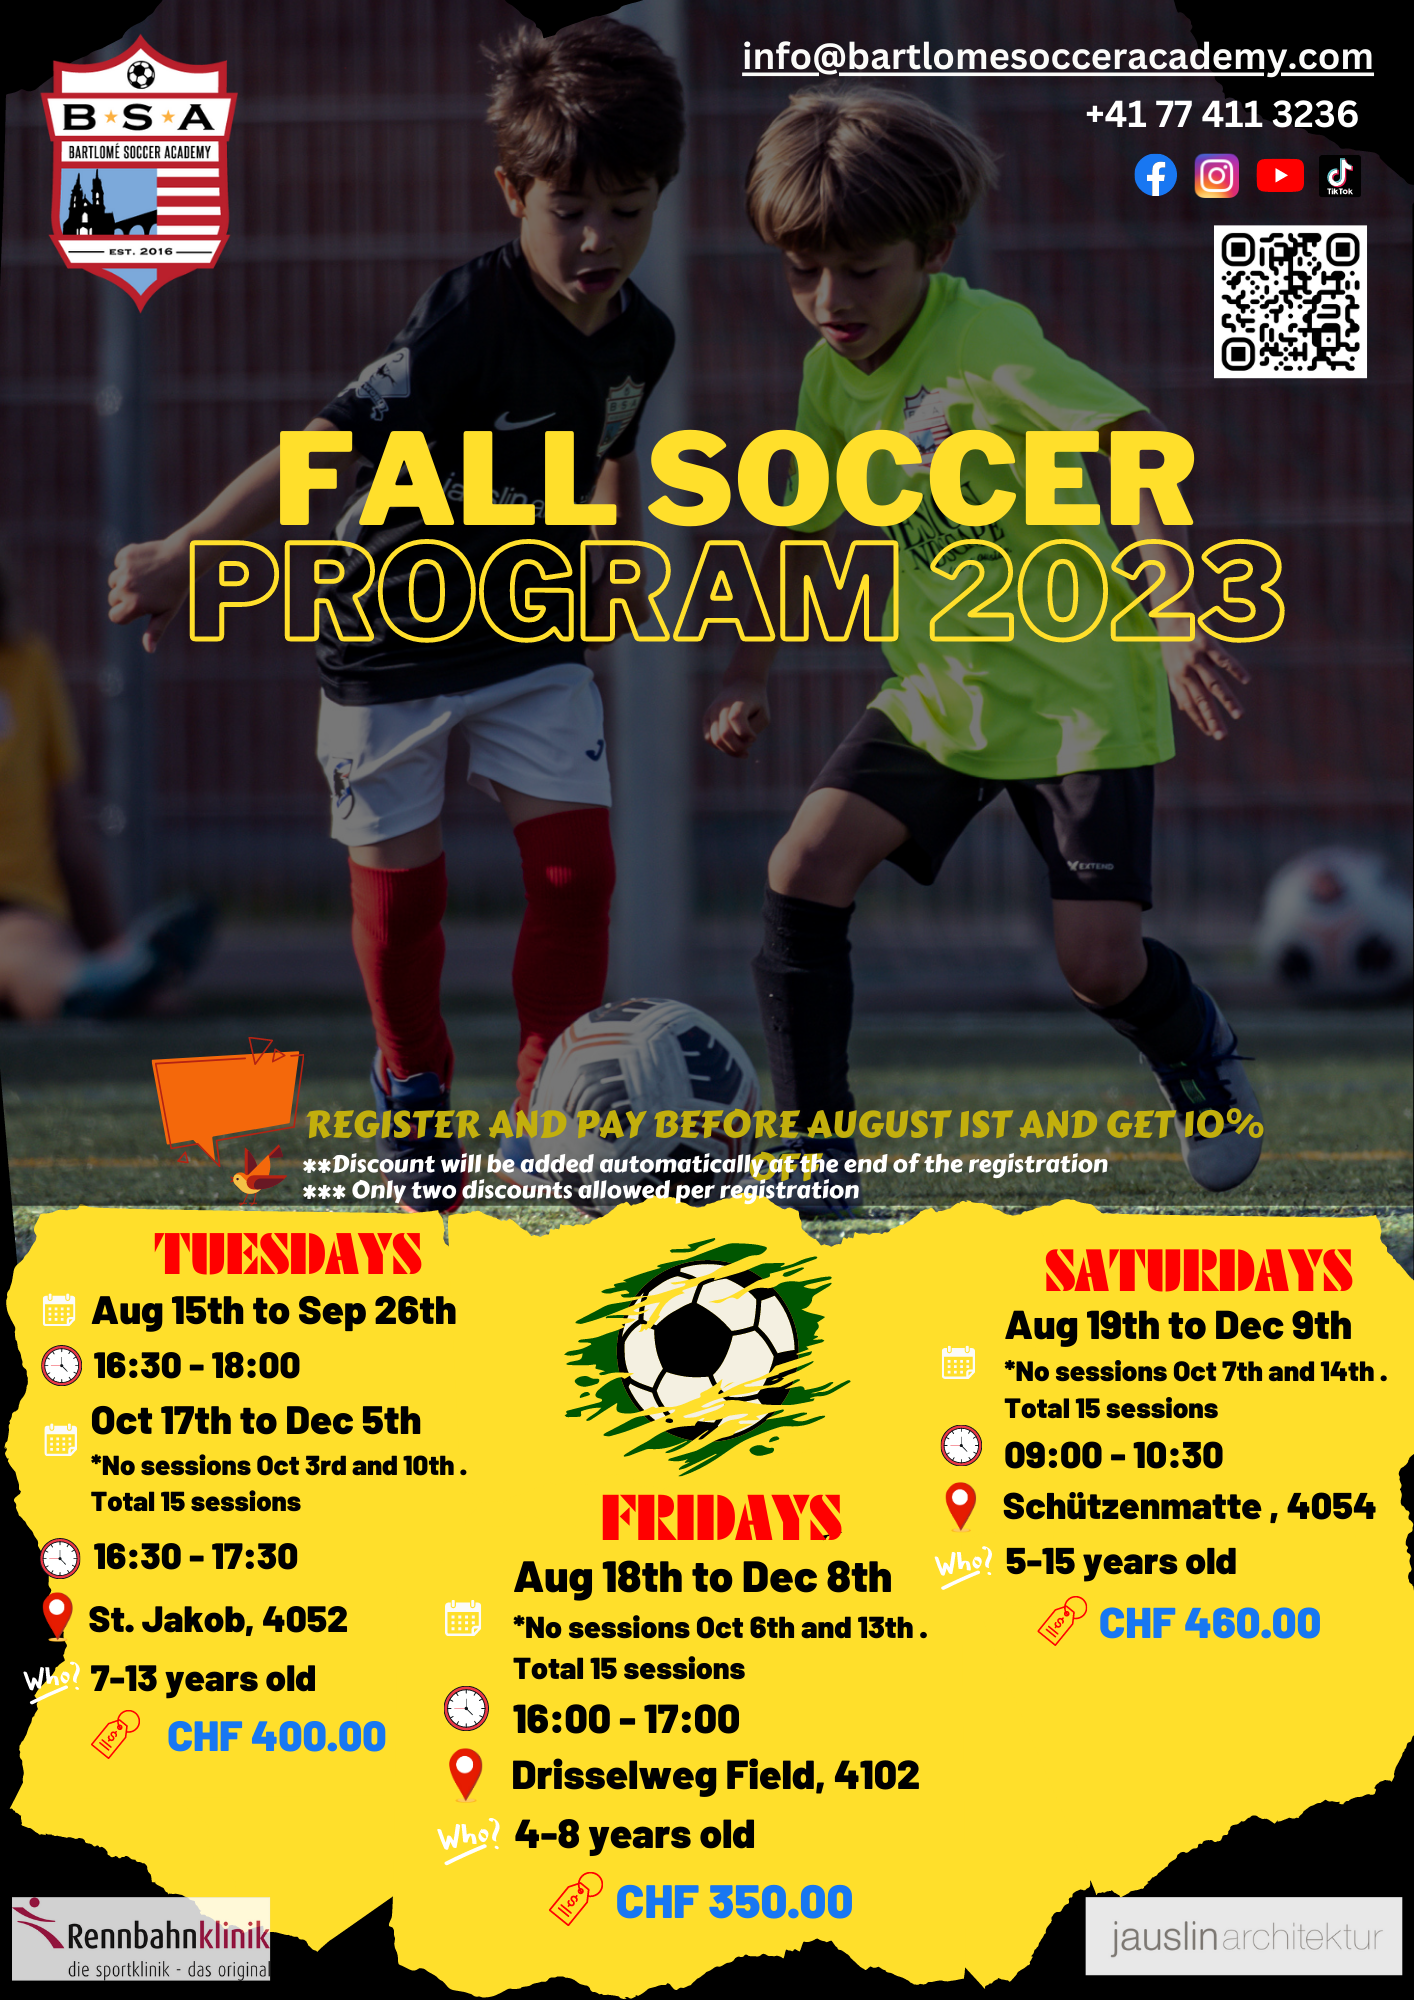 info@bartlomesocceracademy.com
+41 77 411 3236
TikTok
B S A
BARTLOMÉ SOCCER ACADEMY
EST. 2016
BSA
FALL SOCCER
PROGRAM 2023
EXTEND
REGISTER AND PAY BEFORE AUGUST 1ST AND GET 10%
OFF!
**Discount will be added automatically at the end of the registration
*** Only two discounts allowed per registration
TUESDAYS
Aug 15th to Sep 26th
16:30 - 18:00
Oct 17th to Dec 5th
*No sessions Oct 3rd and 10th .
Total 15 sessions
16:30 - 17:30
St. Jakob, 4052
Who? 7-13 years old
CHF 400.00
FRIDAYS
Aug 18th to Dec 8th
*No sessions Oct 6th and 13th .
Total 15 sessions
16:00 - 17:00
Drisselweg Field, 4102
Who? 4-8 years old
CHF 350.00
SATURDAYS
Aug 19th to Dec 9th
*No sessions Oct 7th and 14th .
Total 15 sessions
09:00 - 10:30
Schützenmatte , 4054
Who? 5-15 years old
CHF 460.00
Rennbahnklinik
die sportklinik - das original
jauslinarchitektur